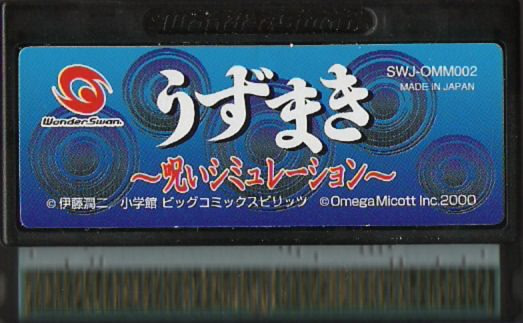 SWJ-OMM002
MADE IN JAPAN
WonderSwan
うずまき
～呪いシミュレーション～
©伊藤潤二 小学館 ビッグコミックスピリッツ ©Omega Micott Inc.2000